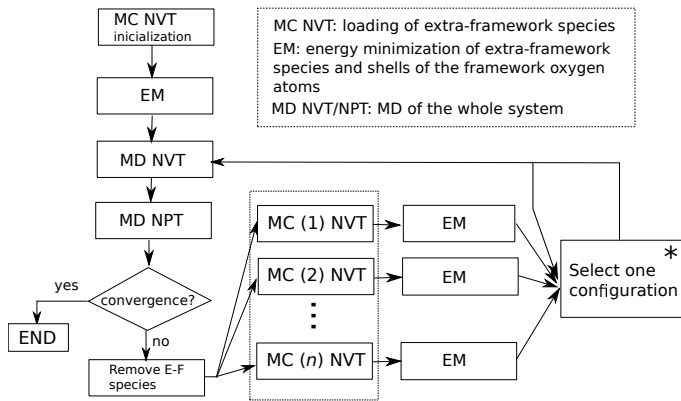 MC NVT
inicialization
MC NVT: loading of extra-framework species
EM: energy minimization of extra-framework
species and shells of the framework oxygen
atoms
MD NVT/NPT: MD of the whole system
EM
MD NVT
MD NPT
convergence?
yes
END
no
Remove E-F
species
MC (1) NVT
EM
MC (2) NVT
EM
MC (n) NVT
EM
*
Select one
configuration